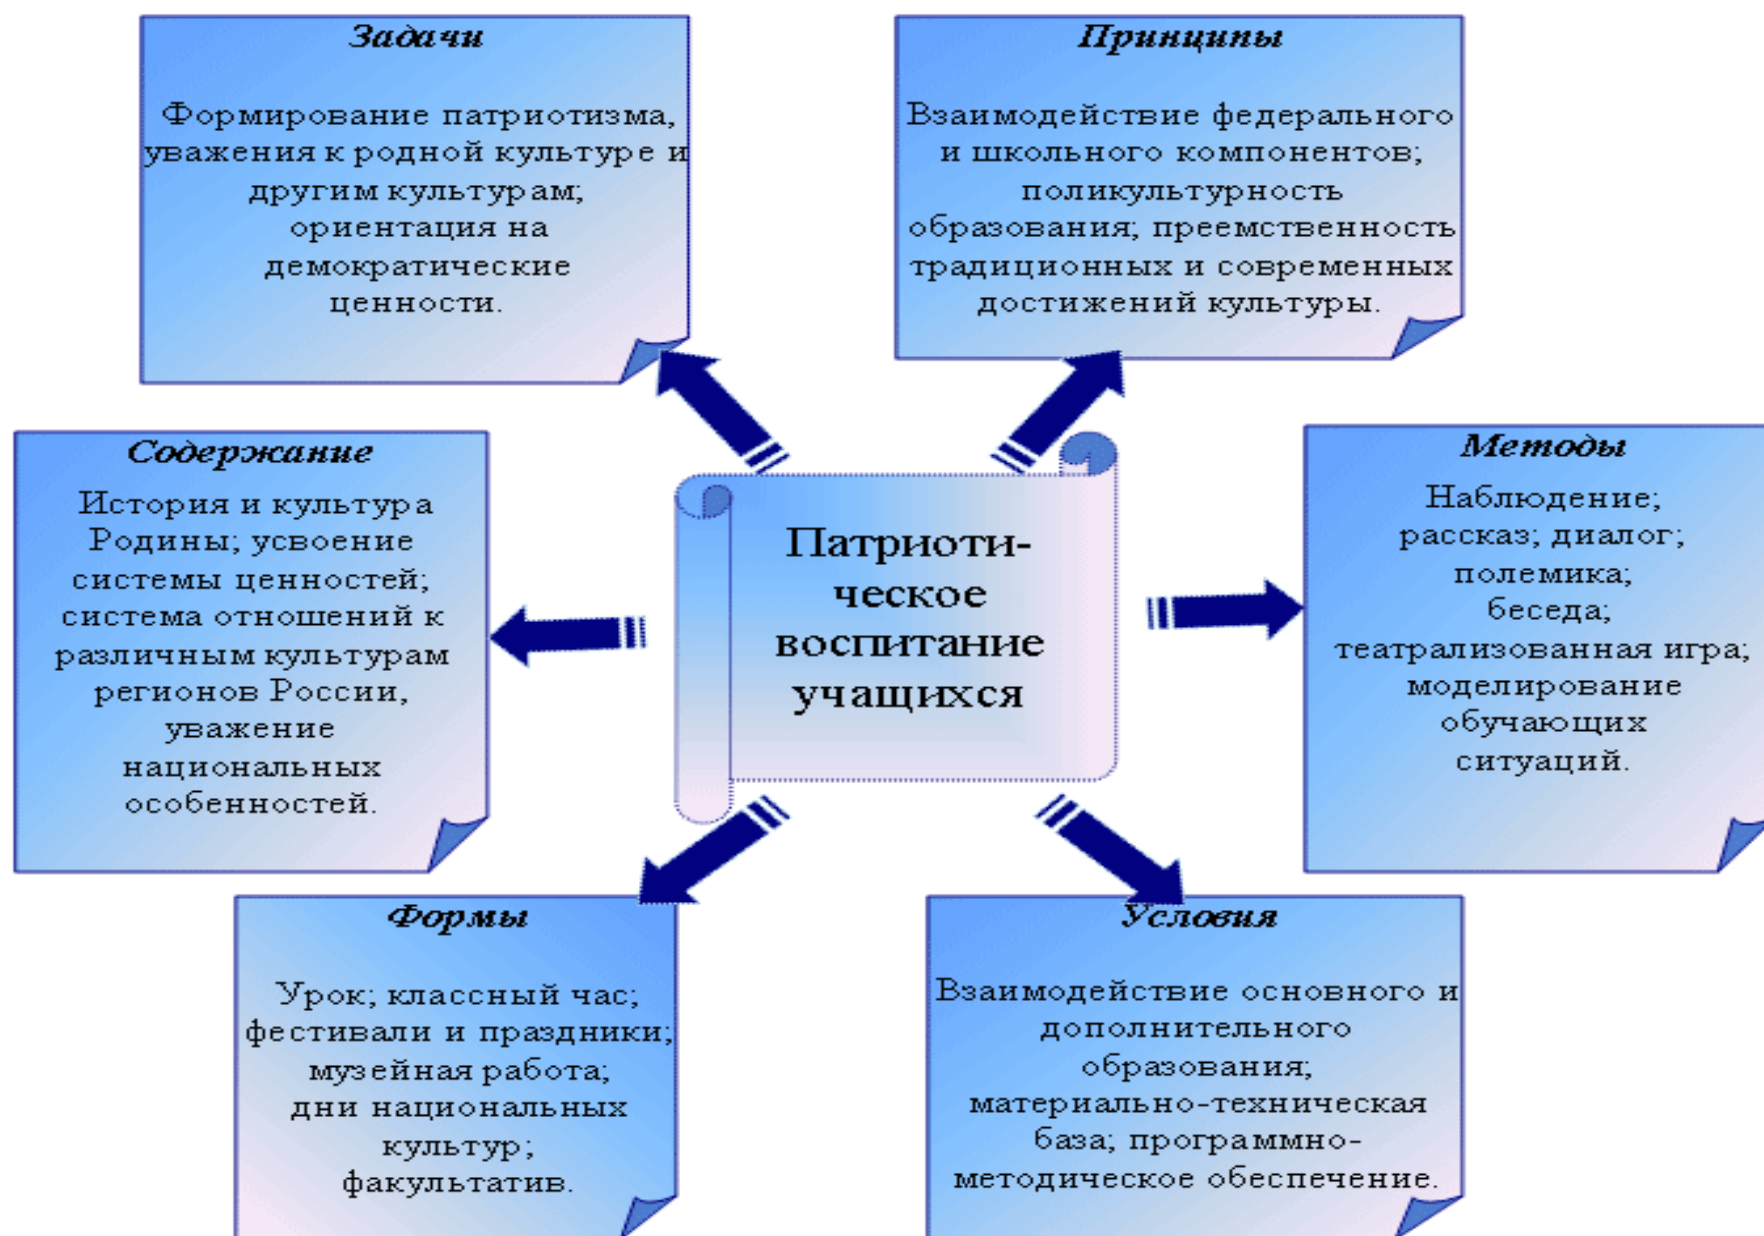 Задачи
Формирование патриотизма,
уважения к родной культуре и
другим культурам;
ориентация на
демократические
ценности.
Принципы
Взаимодействие федерального
и школьного компонентов;
поликультурность
образования; преемственность
традиционных и современных
достижений культуры.
Содержание
История и культура
Родины; усвоение
системы ценностей;
система отношений к
различным культурам
регионов России,
уважение
национальных
особенностей.
Патриоти-
ческое
воспитание
учащихся
Методы
Наблюдение;
рассказ; диалог;
полемика;
беседа;
театрализованная игра;
моделирование
обучающих
ситуаций.
Формы
Урок; классный час;
фестивали и праздники;
музейная работа;
дни национальных
культур;
факультатив.
Условия
Взаимодействие основного и
дополнительного
образования;
материально-техническая
база; программно-
методическое обеспечение.